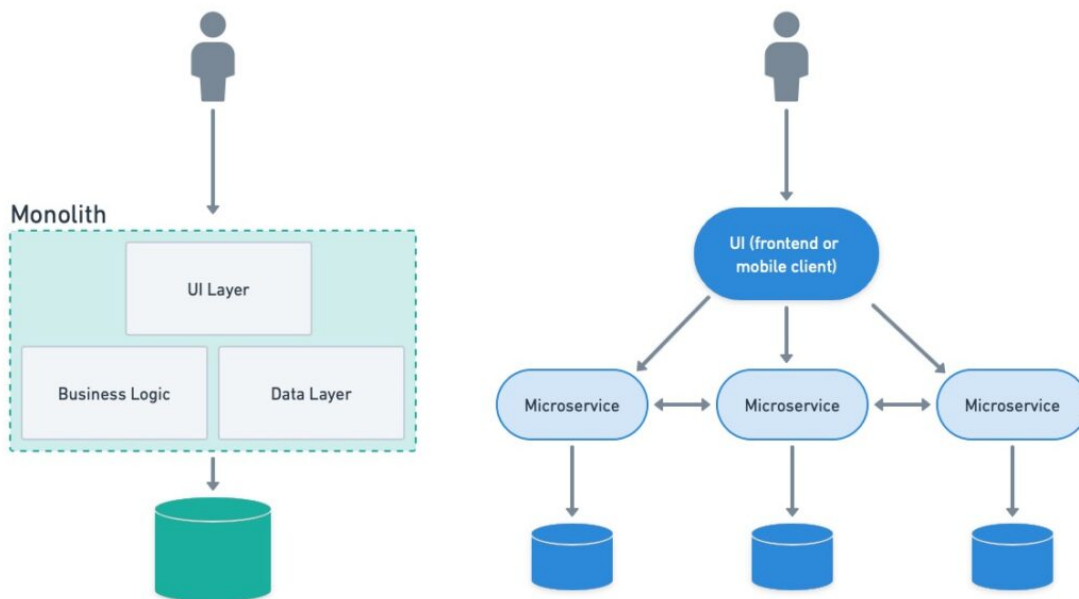 Monolith
UI Layer
Business Logic
Data Layer
UI (frontend or
mobile client)
Microservice
Microservice
Microservice